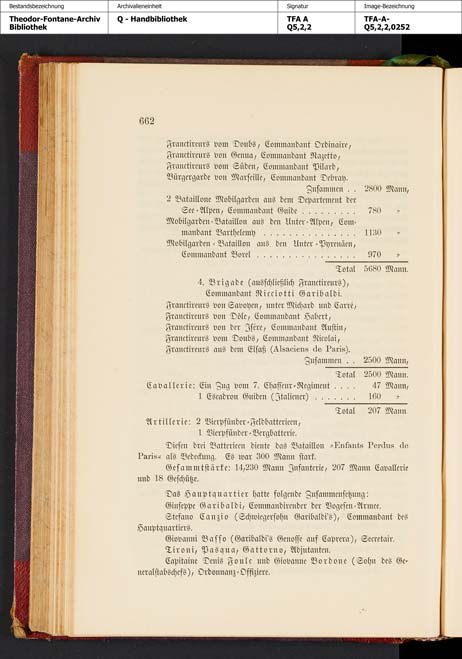 Bestandsbezeichnung
Archivalieneinheit
Signatur
Image-Bezeichnung
Theodor-Fontane-Archiv
Bibliothek
Q - Handbibliothek
TFA A
Q5,2,2
TFA-A-
Q5,2,2,0252
662
Franctireurs vom Doubs, Commandant Ordinaire,
Franctireurs von Genua, Commandant Razetto,
Franctireurs vom Süden, Commandant Pilard,
Bürgergarde von Marseille, Commandant Debray.
Zusammen . . 2800 Mann,
2 Bataillone Mobilgarden aus dem Departement der
See-Alpen, Commandant Guide . . . . . . . . . 780 "
Mobilgarden-Bataillon aus den Unter-Alpen, Com-
mandant Barthelemy . . . . . . . . . . . . . . . 1130 "
Mobilgarden-Bataillon aus den Unter-Pyrenäen,
Commandant Borel . . . . . . . . . . . . . . . . 970 "
Total 5680 Mann.
4. Brigade (ausschließlich Franctireurs),
Commandant Ricciotti Garibaldi.
Franctireurs von Savoyen, unter Michard und Carré,
Franctireurs von Dôle, Commandant Habert,
Franctireurs von der Isère, Commandant Austin,
Franctireurs vom Doubs, Commandant Nicolai,
Franctireurs aus dem Elsaß (Alsaciens de Paris).
Zusammen . . 2500 Mann,
Total 2500 Mann.
Cavallerie: Ein Zug vom 7. Chasseur-Regiment . . . . 47 Mann,
1 Escadron Guiden (Italiener) . . . . . . . 160 "
Total 207 Mann.
Artillerie: 2 Vierpfünder-Feldbatterieen,
1 Vierpfünder-Bergbatterie.
Diesen drei Batterieen diente das Bataillon »Enfants Perdus de
Paris« als Bedeckung. Es war 300 Mann stark.
Gesammtstärke: 14,230 Mann Infanterie, 207 Mann Cavallerie
und 18 Geschütze.
Das Hauptquartier hatte folgende Zusammensetzung:
Giuseppe Garibaldi, Commandirender der Vogesen-Armee.
Stefano Canzio (Schwiegersohn Garibaldi's), Commandant des
Hauptquartiers.
Giovanni Basso (Garibaldi's Genosse auf Caprera), Secretair.
Tironi, Pasqua, Gattorno, Adjutanten.
Capitaine Denis Foule und Giovanne Bordone (Sohn des Ge-
neralstabschefs), Ordonnanz-Offiziere.